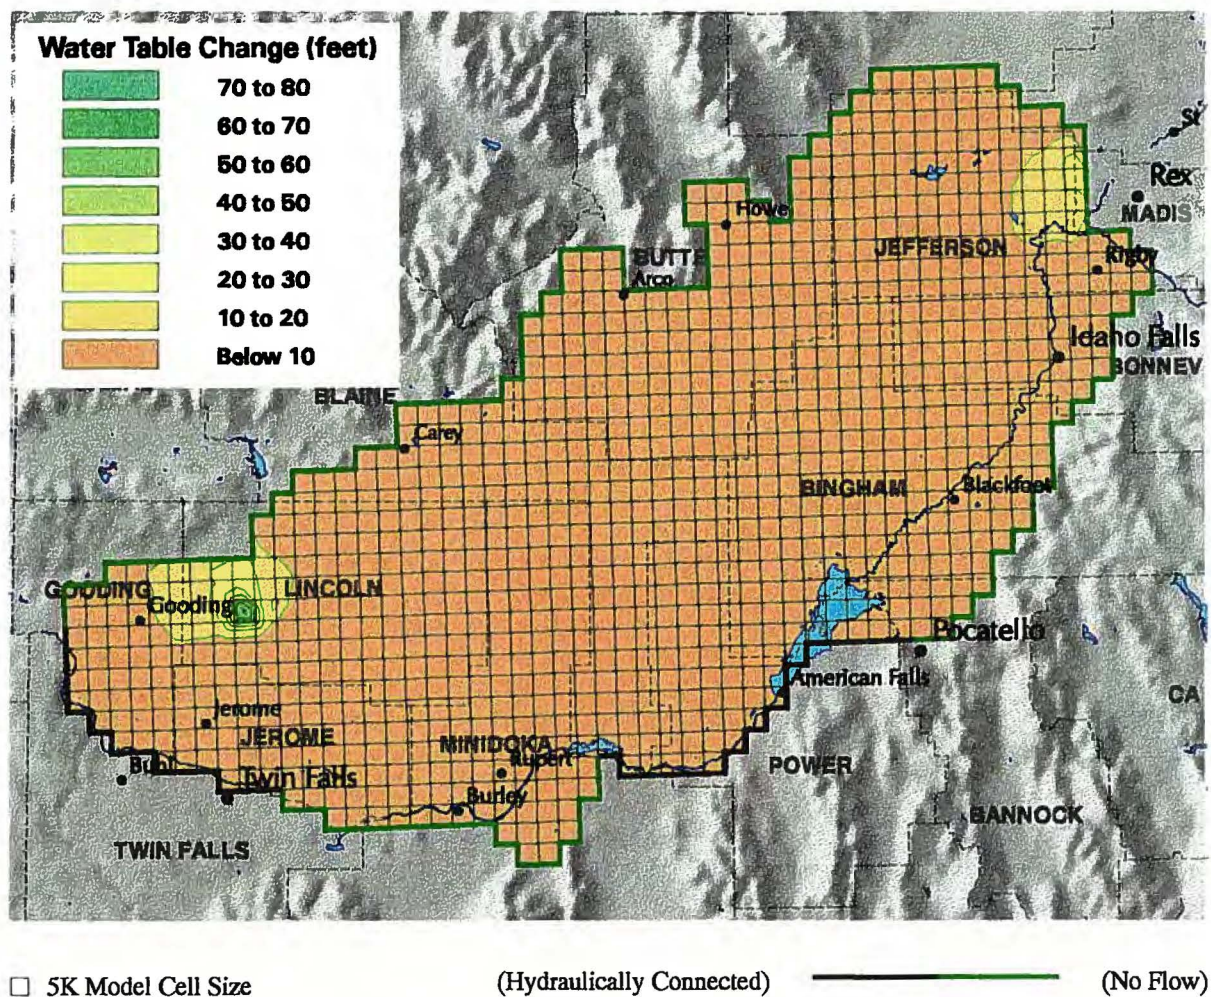 Water Table Change (feet)
70 to 80
60 to 70
50 to 60
40 to 50
30 to 40
20 to 30
10 to 20
Below 10
St
Rex
MADIS
Howe
JEFFERSON
BUTTE
Rigby
Arco
Idaho Falls
BONNEV
BLAINE
Carey
BINGHAM
Blackfoot
GOODING
LINCOLN
Gooding
Pocatello
American Falls
CA
Jerome
JEROME
MINIDOKA
Buhl
Rupert
POWER
Twin Falls
Burley
BANNOCK
TWIN FALLS
5K Model Cell Size
(Hydraulically Connected)
(No Flow)